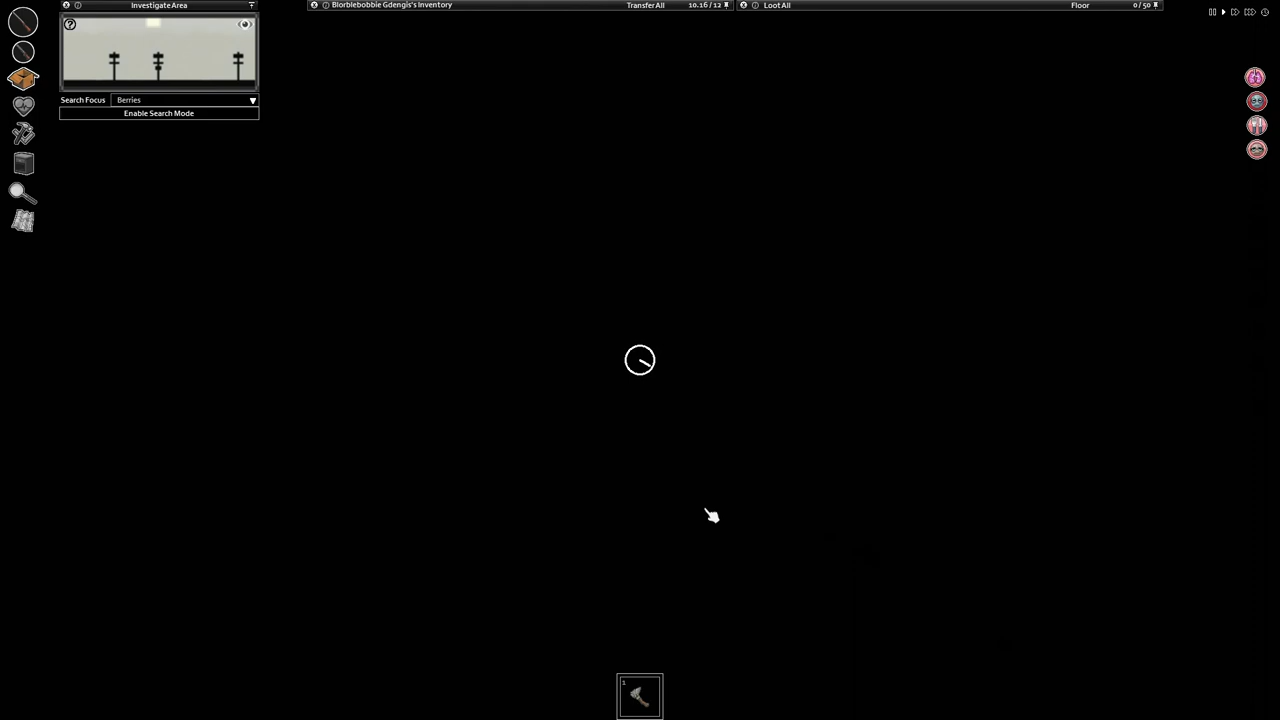 Investigate Area
Blorblebobbie Gdengis's Inventory Transfer All 10.16 / 12
Loot All Floor 0 / 50
?
Search Focus Berries
Enable Search Mode
1